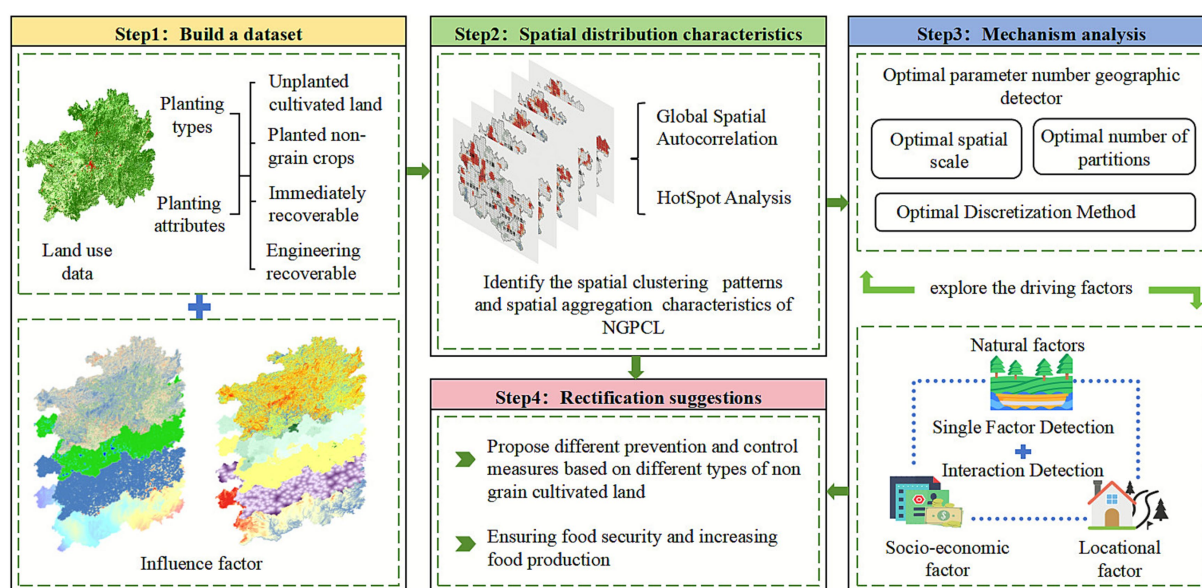 Step1： Build a dataset
Planting
types
Planting
attributes
Unplanted
cultivated land
Planted non-
grain crops
Immediately
recoverable
Engineering
recoverable
Land use
data
Influence factor
Step2： Spatial distribution characteristics
Global Spatial
Autocorrelation
HotSpot Analysis
Identify the spatial clustering patterns
and spatial aggregation characteristics of
NGPCL
Step3： Mechanism analysis
Optimal parameter number geographic
detector
Optimal spatial
scale
Optimal number of
partitions
Optimal Discretization Method
explore the driving factors
Natural factors
Single Factor Detection
Interaction Detection
Socio-economic
factor
Locational
factor
Step4： Rectification suggestions
Propose different prevention and control
measures based on different types of non
grain cultivated land
Ensuring food security and increasing
food production